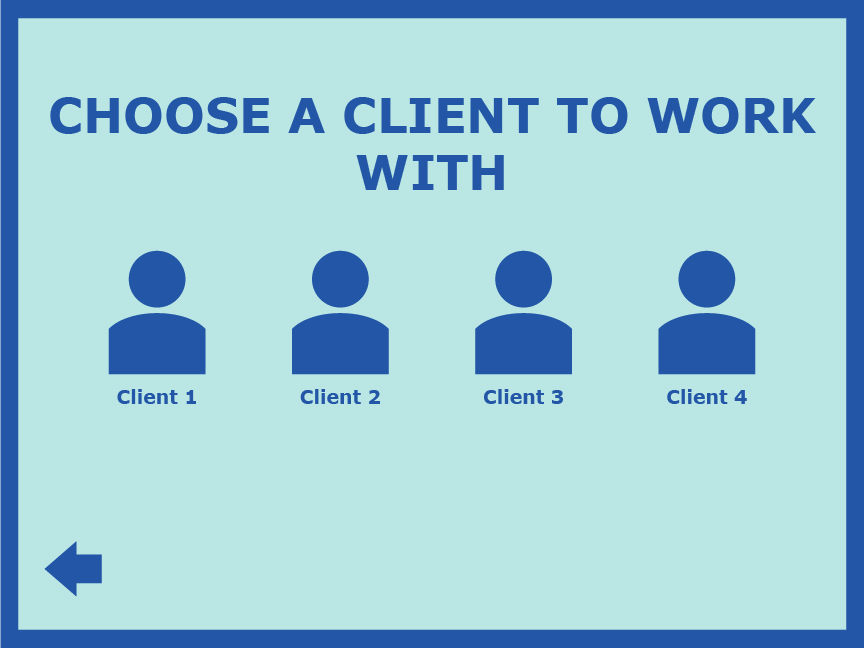 CHOOSE A CLIENT TO WORK
WITH
Client 1
Client 2
Client 3
Client 4